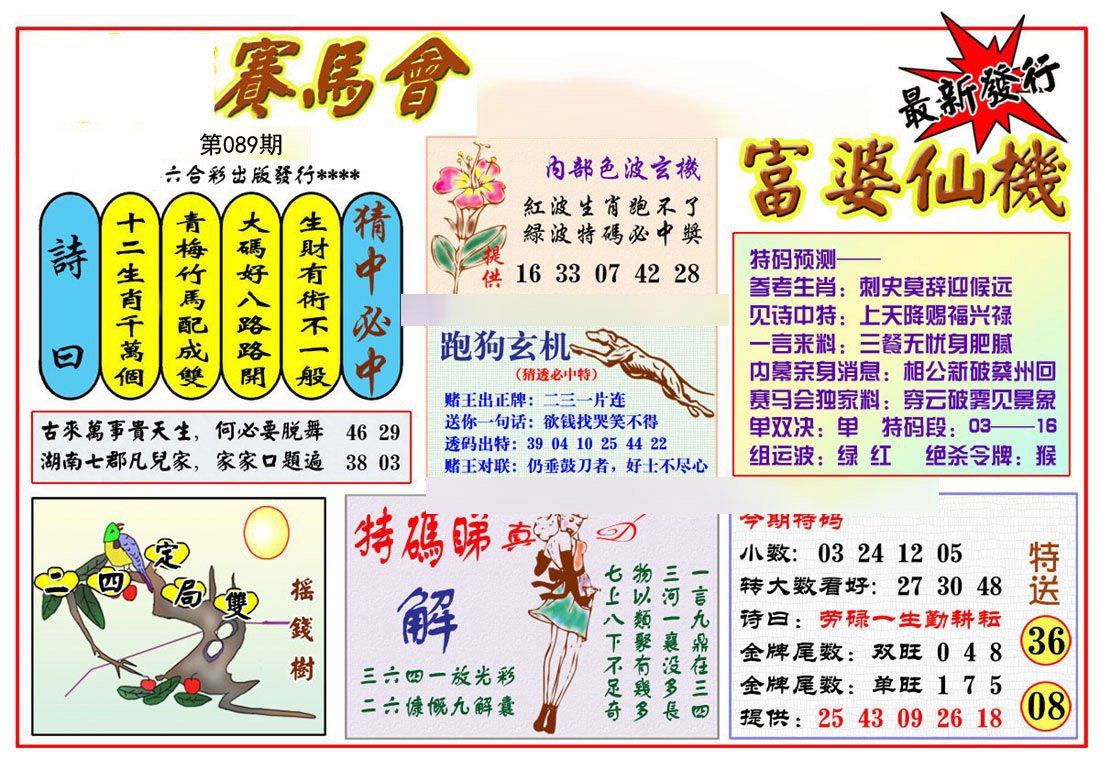 賽馬會
第089期
六合彩出版發行****
最新發行
富婆仙機
詩曰
十二生肖千萬個
青梅竹馬配成雙
大碼好八路路開
生財有術不一般
猜中必中
古來萬事貴天生，何必要脱舞 46 29
湖南七郡凡兒家，家家口題遍 38 03
内部色波玄機
紅波生肖跑不了
緑波特碼必中獎
提供 16 33 07 42 28
跑狗玄机
（猜透必中特）
赌王出正牌：二三一片连
送你一句话：欲钱找哭笑不得
透码出特：39 04 10 25 44 22
赌王对联：仍垂鼓刀者，好士不尽心
特码预测——
参考生肖：刺史莫辞迎候远
见诗中特：上天降赐福兴禄
一言来料：三餐无忧身肥腻
内幕亲身消息：相公新破蔡州回
赛马会独家料：穿云破雾见景象
单双决：单 特码段：03——16
组运波：绿 红 绝杀令牌：猴
二四定局雙
摇錢樹
特碼睇真D
解
三六四一放光彩
二六慷慨九解囊
一言九鼎在三四
三河一襄没多長
物以類聚有幾多
七上八下不足奇
今期特码
小数：03 24 12 05
转大数看好：27 30 48
诗曰：劳碌一生勤耕耘
金牌尾数：双旺 0 4 8
金牌尾数：单旺 1 7 5
提供：25 43 09 26 18
特送
36
08